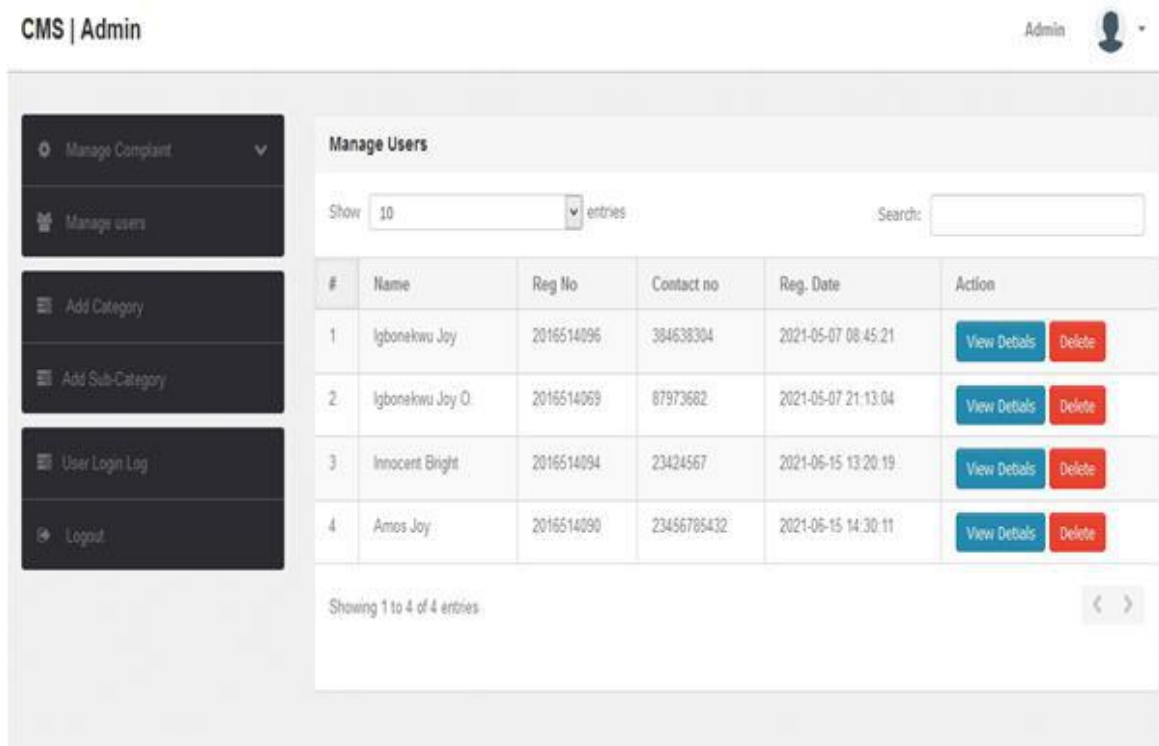 CMS | Admin
Admin
Manage Complaint
Manage users
Add Category
Add Sub-Category
User Login Log
Logout
Manage Users
Show 10 entries
Search:
# Name Reg No Contact no Reg. Date Action
1 Igbonekwu Joy 2016514096 384638304 2021-05-07 08:45:21 View Detials Delete
2 Igbonekwu Joy O. 2016514069 87973682 2021-05-07 21:13:04 View Detials Delete
3 Innocent Bright 2016514094 23424567 2021-06-15 13:20:19 View Detials Delete
4 Amos Joy 2016514090 23456785432 2021-06-15 14:30:11 View Detials Delete
Showing 1 to 4 of 4 entries